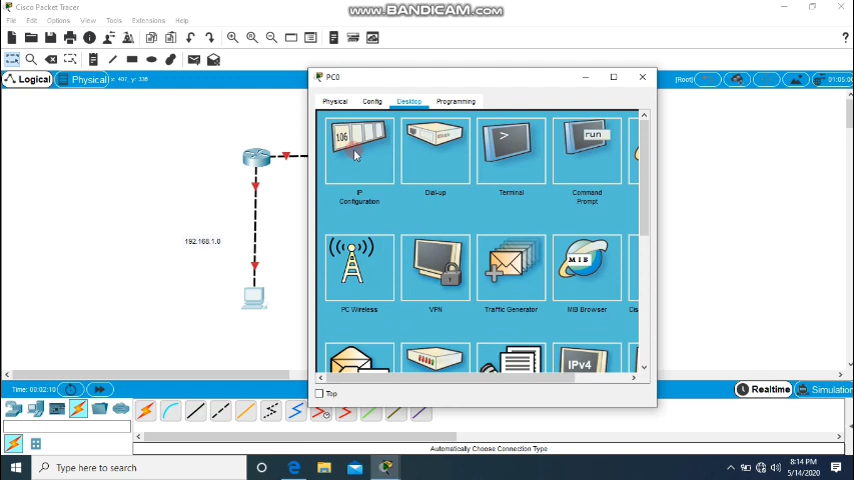 Cisco Packet Tracer
WWW.BANDICAM.COM
File Edit Options View Tools Extensions Help
Logical Physical x: 407, y: 338 [Root] 01:05:00
PC0
Physical Config Desktop Programming
106 > run
IP Configuration
Dial-up
Terminal
Command Prompt
192.168.1.0
MIB
PC Wireless
VPN
Traffic Generator
MIB Browser
IPv4
Top
Time: 00:02:10 Realtime Simulation
Automatically Choose Connection Type
Type here to search
8:14 PM
5/14/2020